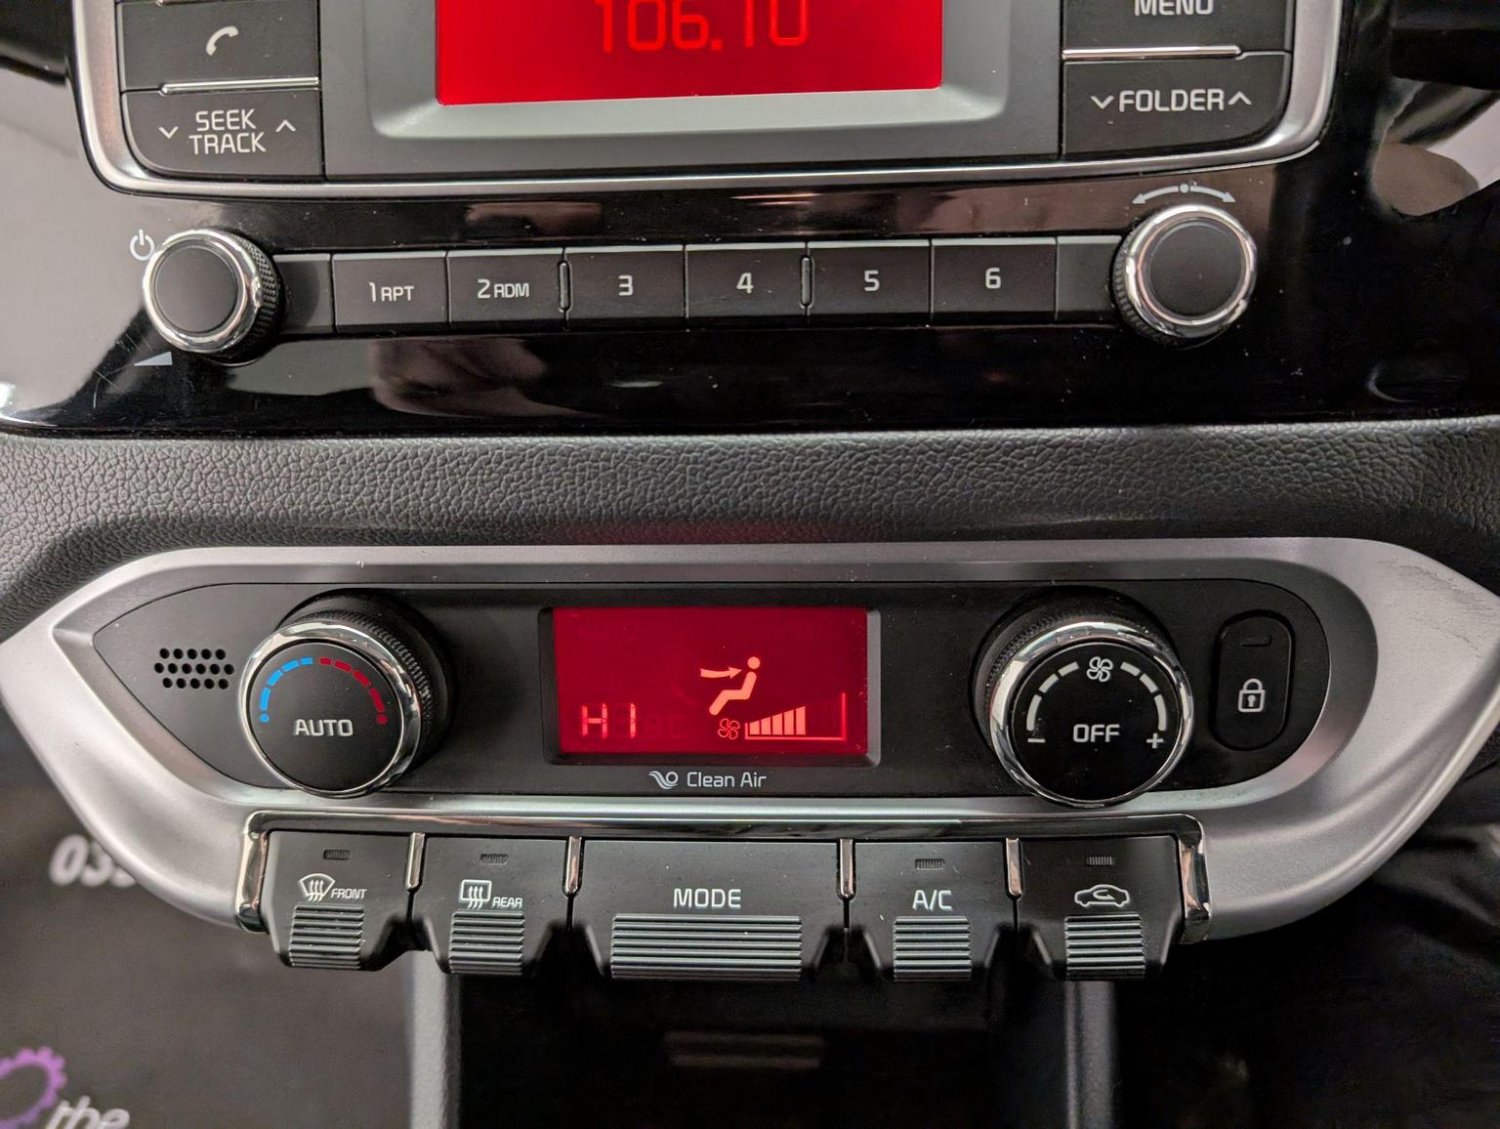 106.10
MENU
SEEK
TRACK
FOLDER
1 RPT
2 RDM
3
4
5
6
AUTO
HI
OFF
Clean Air
FRONT
REAR
MODE
A/C